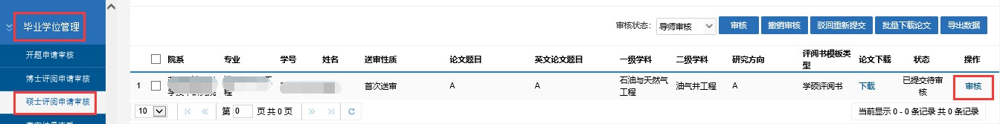 毕业学位管理
开题申请审核
博士评阅申请审核
硕士评阅申请审核
审核状态： 导师审核 审核 撤销审核 驳回重新提交 批量下载论文 导出数据
院系 专业 学号 姓名 送审性质 论文题目 英文论文题目 一级学科 二级学科 研究方向 评阅书模板类型 论文下载 状态 操作
1 程 首次送审 A A 石油与天然气工程 油气井工程 A 学硕评阅书 下载 已提交待审核 审核
10 第 0 页 共 0 页 当前显示 0 - 0 条记录 共 0 条记录